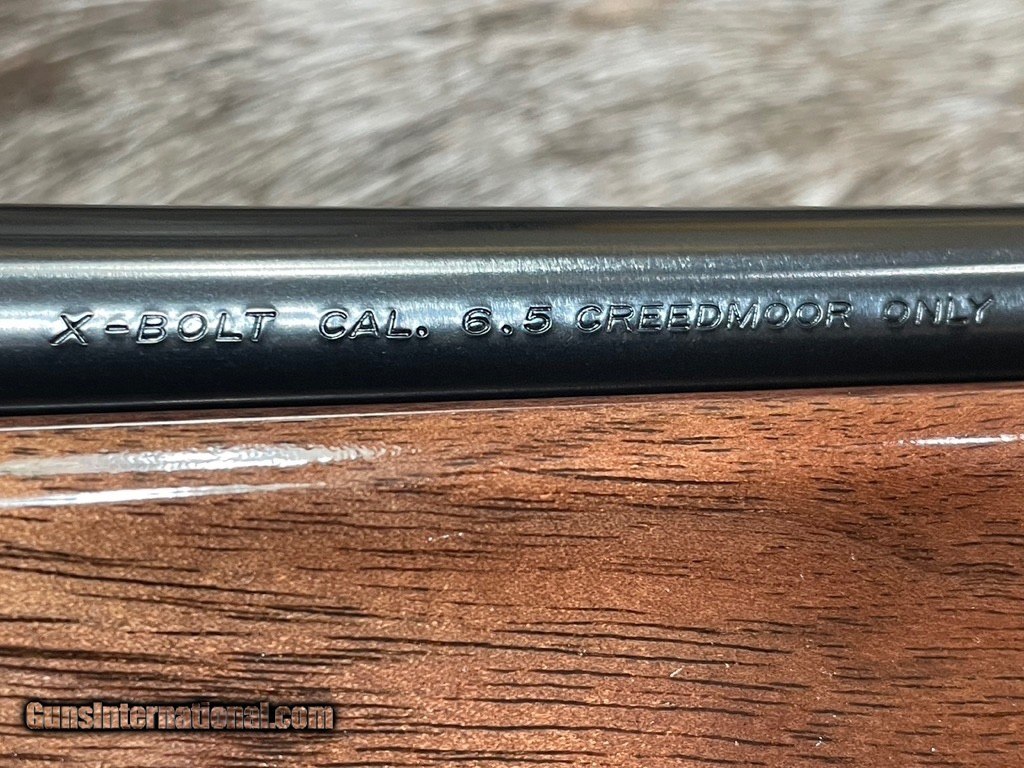 X-BOLT CAL. 6.5 CREEDMOOR ONLY
GunsInternational.com